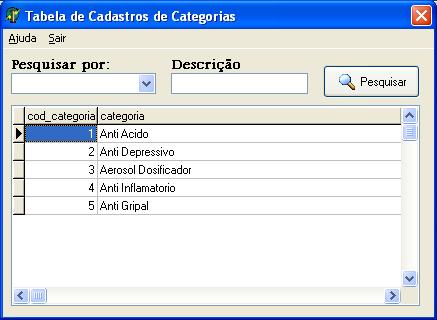 Tabela de Cadastros de Categorias
Ajuda Sair
Pesquisar por: Descrição
Pesquisar
cod_categoria categoria
1 Anti Acido
2 Anti Depressivo
3 Aerosol Dosificador
4 Anti Inflamatorio
5 Anti Gripal